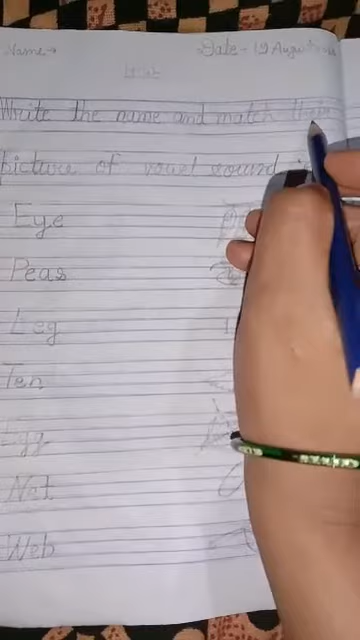 Name →
Date - 19 August
H.W
Write the name and match their
picture of vowel sound
Eye
Peas
Leg
Ten
Egg
Net
Web